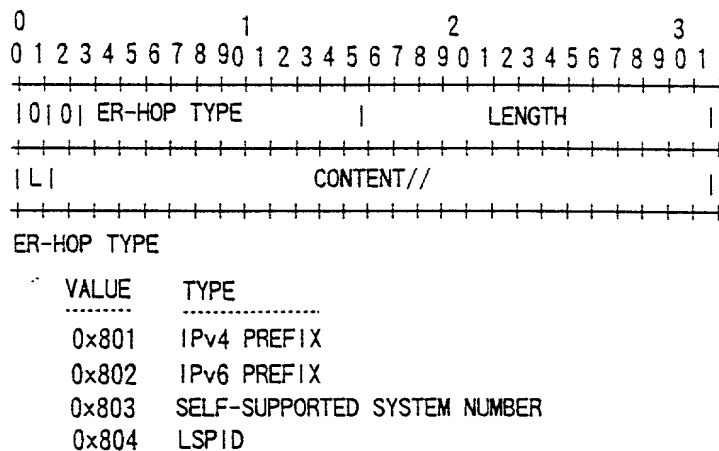 0 1 2 3
0 1 2 3 4 5 6 7 8 9 0 1 2 3 4 5 6 7 8 9 0 1 2 3 4 5 6 7 8 9 0 1
|0|0| ER-HOP TYPE | LENGTH |
|L| CONTENT// |
ER-HOP TYPE
VALUE TYPE
0x801 IPv4 PREFIX
0x802 IPv6 PREFIX
0x803 SELF-SUPPORTED SYSTEM NUMBER
0x804 LSPID